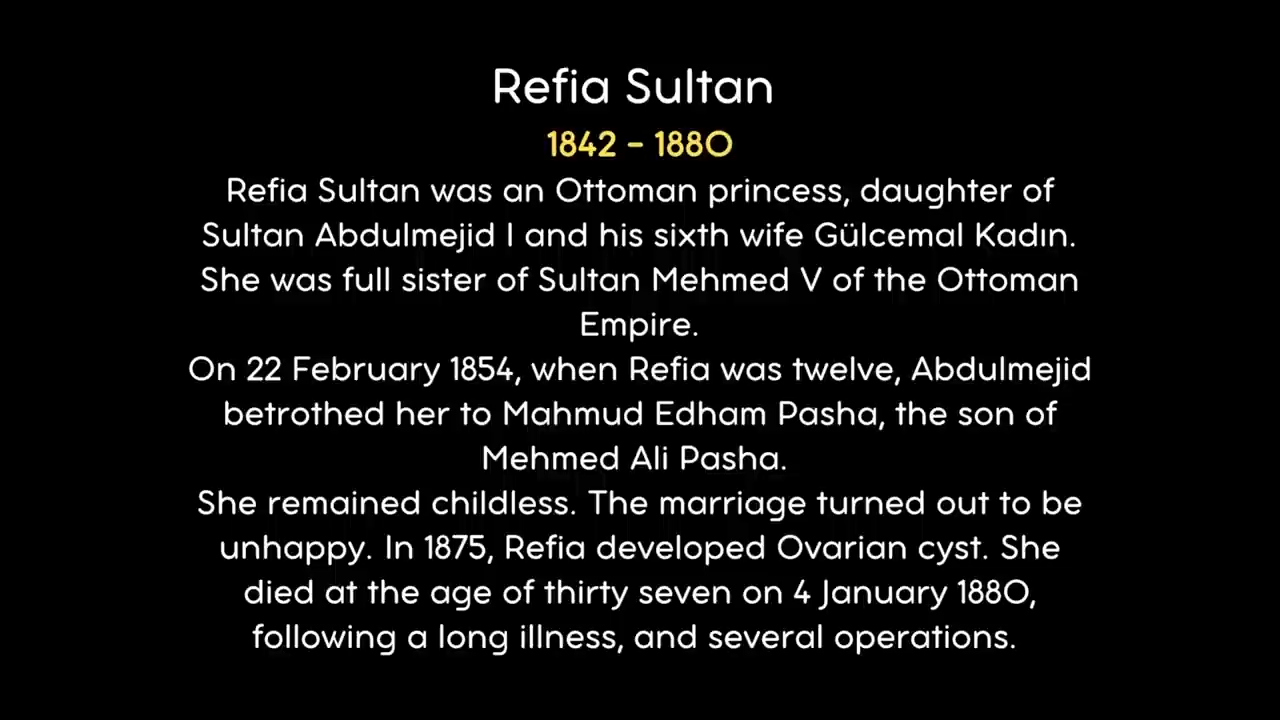 Refia Sultan
1842 - 1880
Refia Sultan was an Ottoman princess, daughter of
Sultan Abdulmejid I and his sixth wife Gülcemal Kadın.
She was full sister of Sultan Mehmed V of the Ottoman
Empire.
On 22 February 1854, when Refia was twelve, Abdulmejid
betrothed her to Mahmud Edham Pasha, the son of
Mehmed Ali Pasha.
She remained childless. The marriage turned out to be
unhappy. In 1875, Refia developed Ovarian cyst. She
died at the age of thirty seven on 4 January 1880,
following a long illness, and several operations.